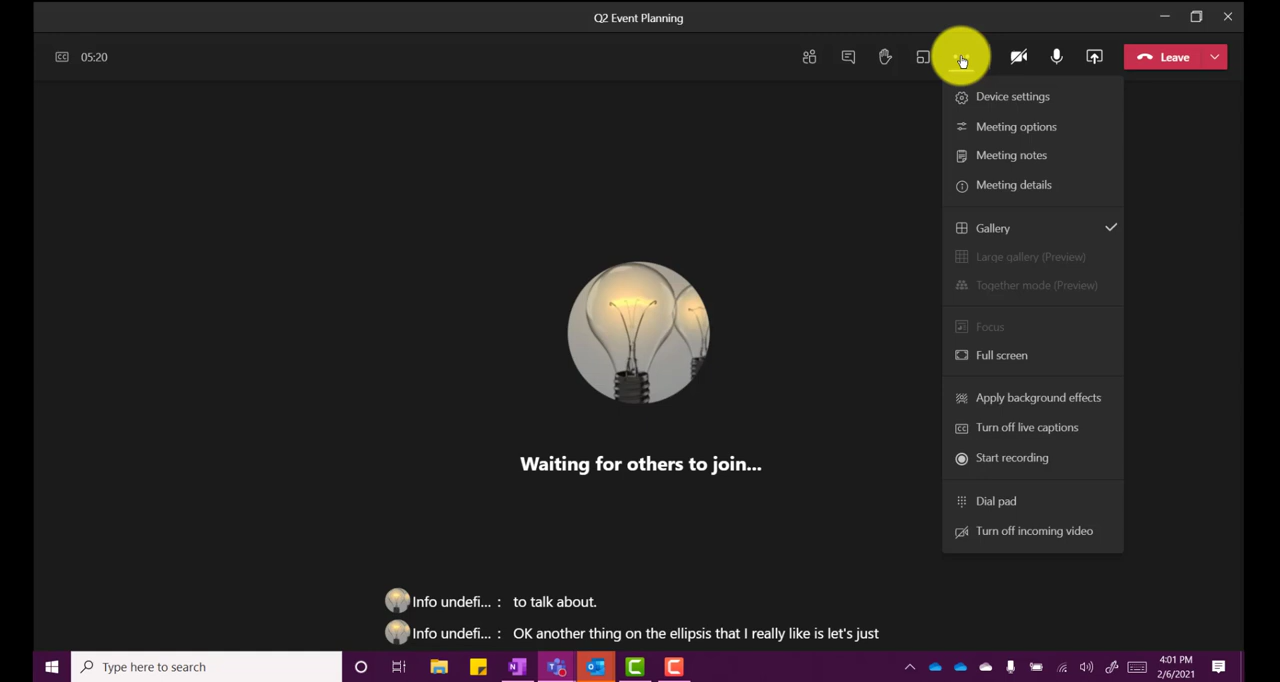 Q2 Event Planning
CC 05:20
Leave
Device settings
Meeting options
Meeting notes
Meeting details
Gallery
Large gallery (Preview)
Together mode (Preview)
Focus
Full screen
Apply background effects
CC Turn off live captions
Start recording
Dial pad
Turn off incoming video
Waiting for others to join...
Info undefi... : to talk about.
Info undefi... : OK another thing on the ellipsis that I really like is let's just
Type here to search
4:01 PM
2/6/2021